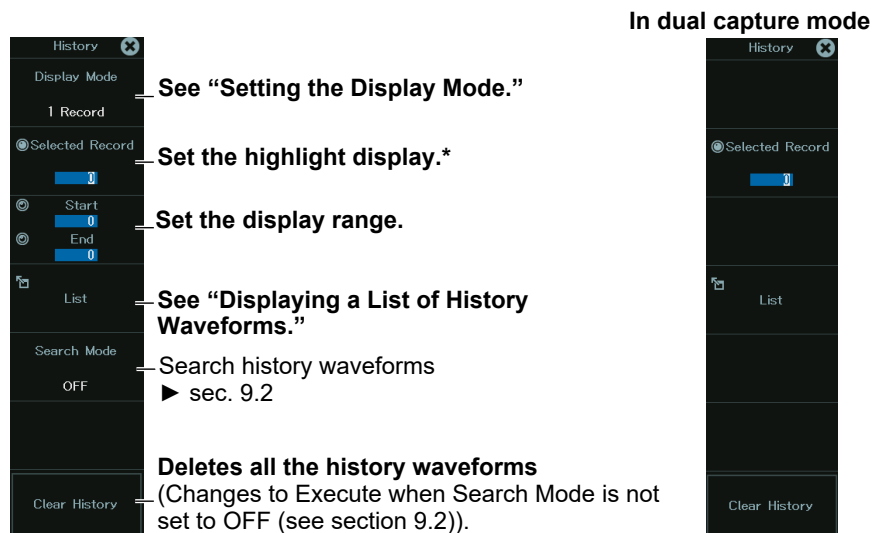 In dual capture mode
History
Display Mode
1 Record
See “Setting the Display Mode.”
Selected Record
0
Set the highlight display.*
Start
0
End
0
Set the display range.
List
See “Displaying a List of History
Waveforms.”
Search Mode
OFF
Search history waveforms
► sec. 9.2
Clear History
Deletes all the history waveforms
(Changes to Execute when Search Mode is not
set to OFF (see section 9.2)).
History
Selected Record
0
List
Clear History